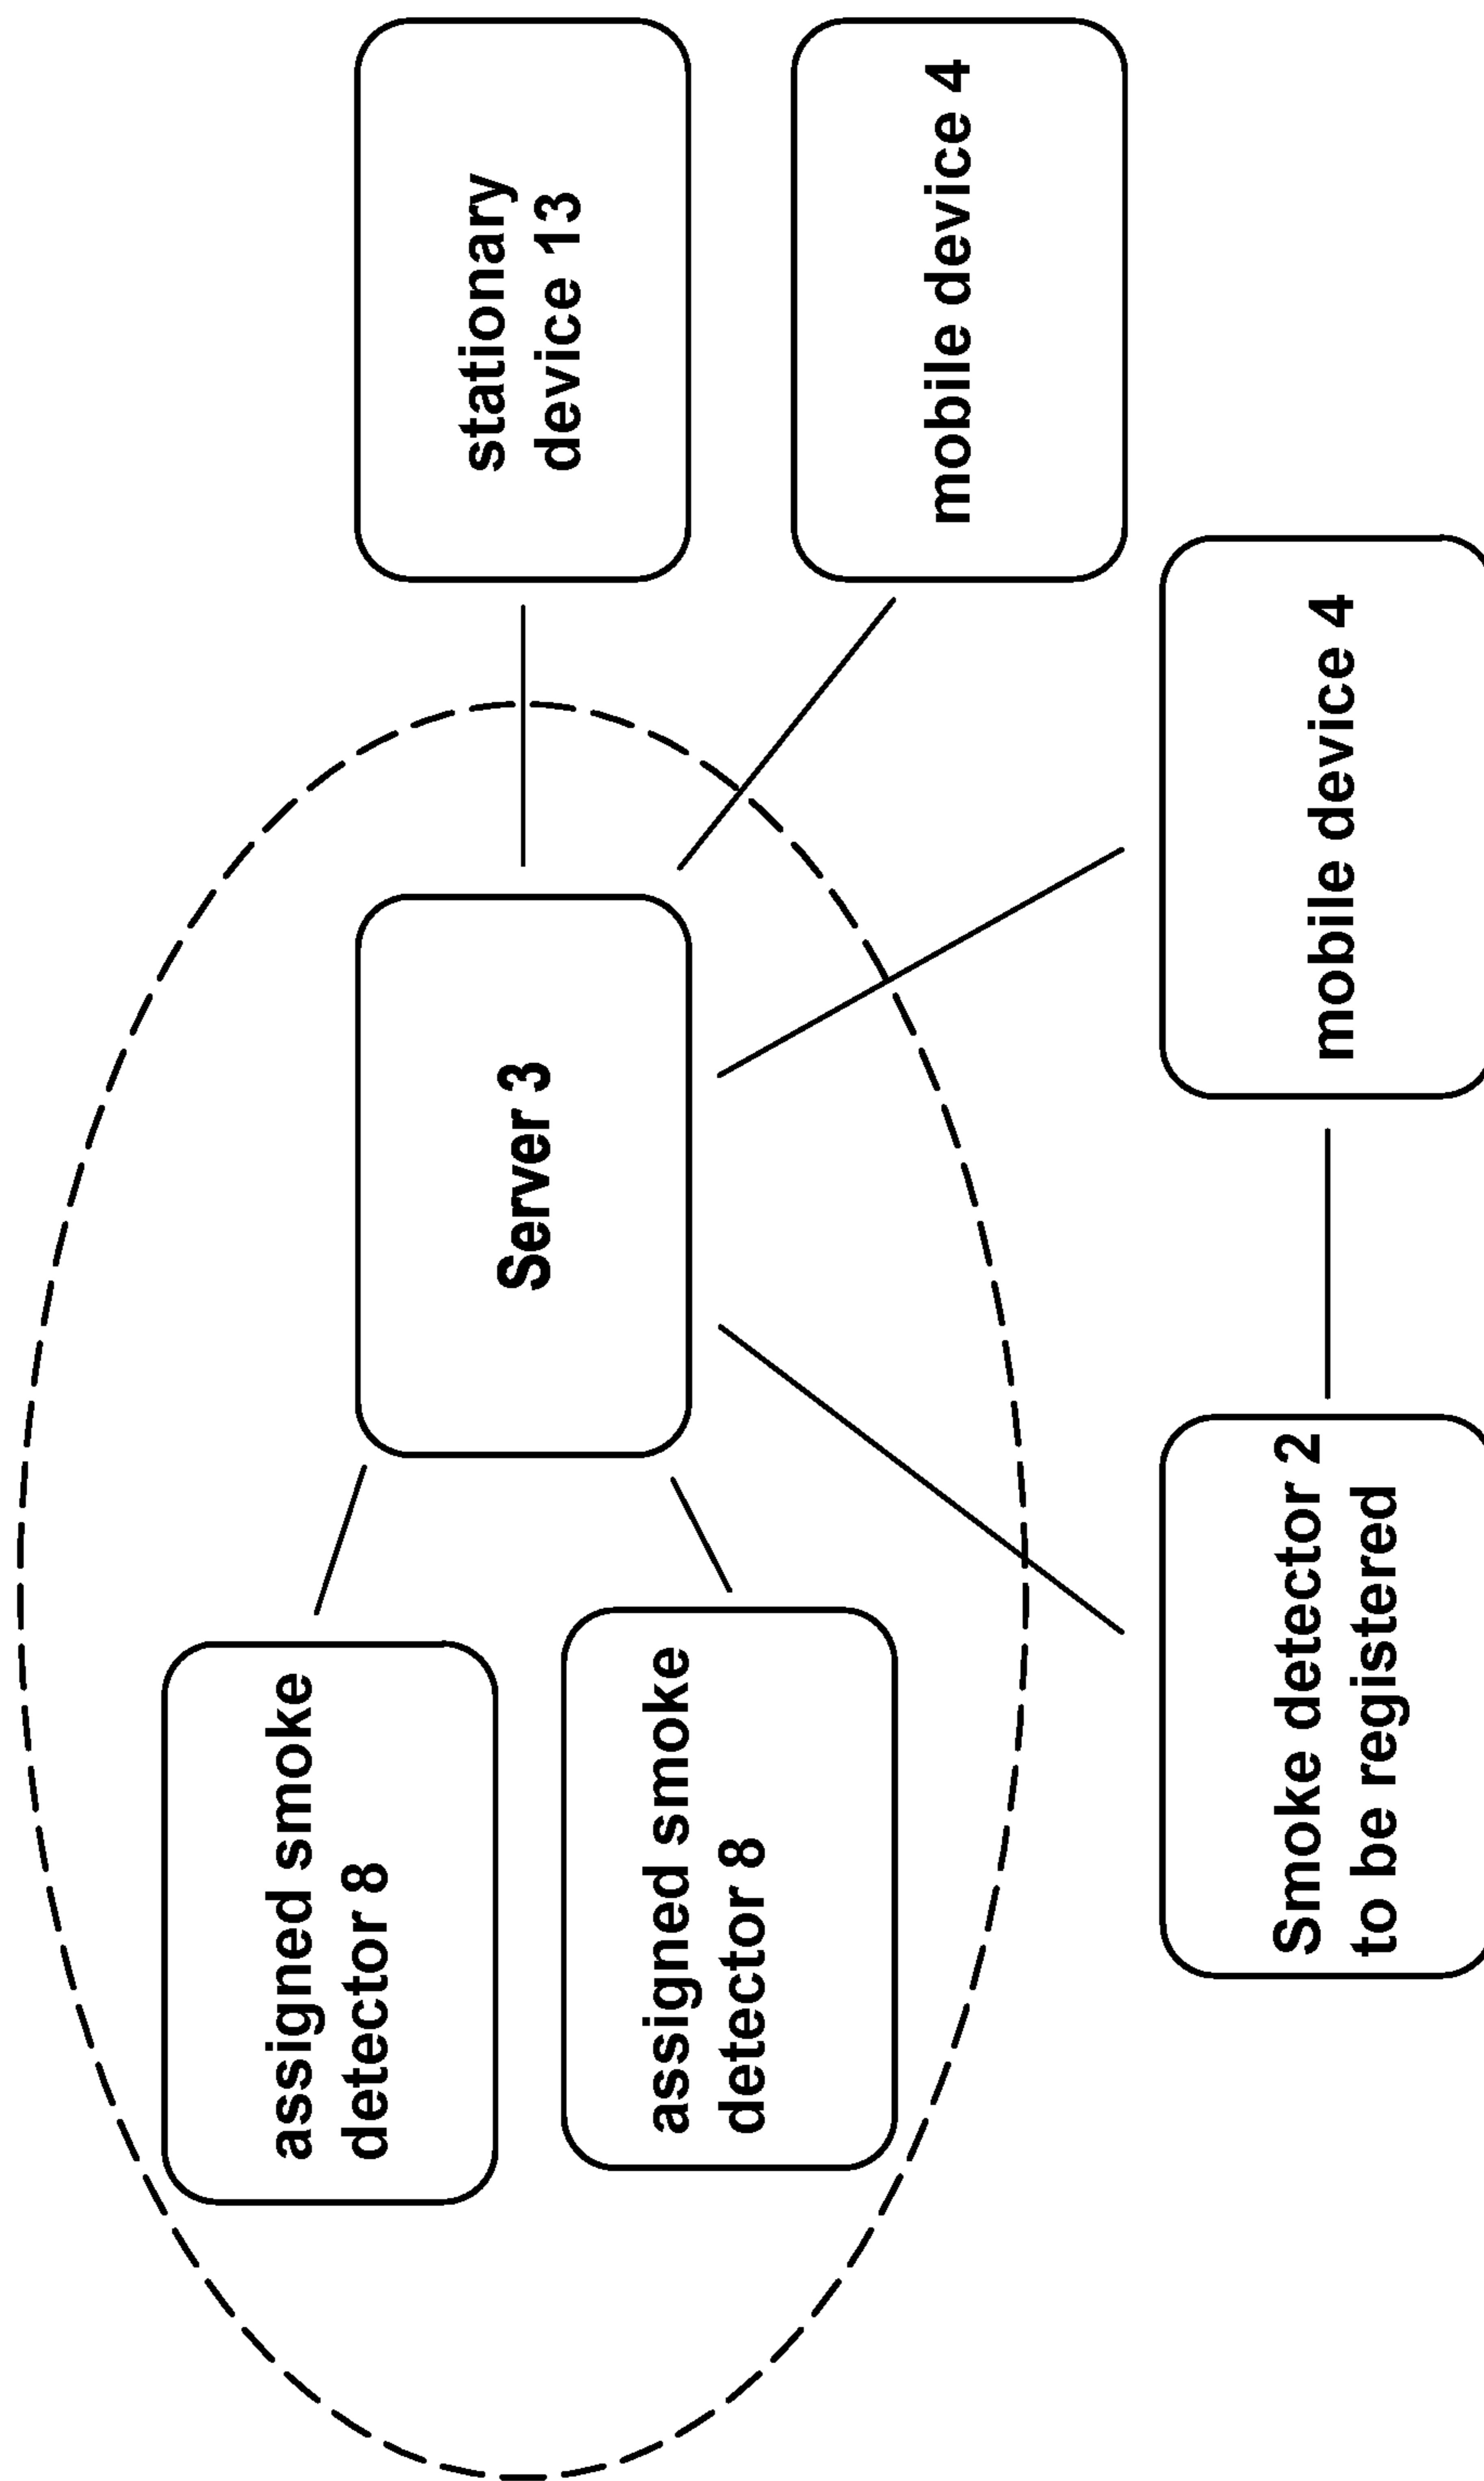 assigned smoke
detector 8
assigned smoke
detector 8
Server 3
stationary
device 13
mobile device 4
Smoke detector 2
to be registered
mobile device 4